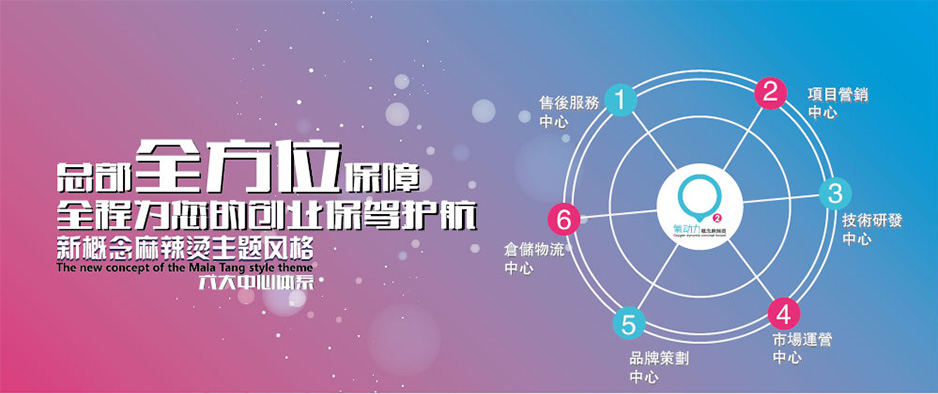 总部全方位保障
全程为您的创业保驾护航
新概念麻辣烫主题风格
The new concept of the Mala Tang style theme
六大中心体系
1
售後服務
中心
2
項目營銷
中心
3
技術研發
中心
4
市場運營
中心
5
品牌策劃
中心
6
倉儲物流
中心
2
氧动力